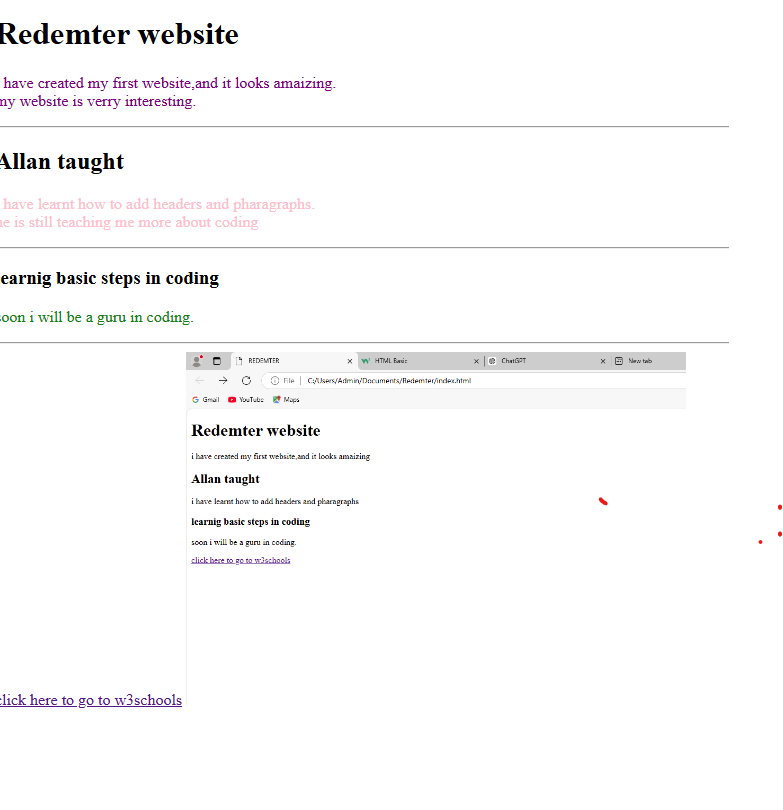 Redemter website
have created my first website,and it looks amaizing.
my website is verry interesting.
Allan taught
have learnt how to add headers and pharagraphs.
he is still teaching me more about coding
learnig basic steps in coding
soon i will be a guru in coding.
REDEMTER
HTML Basic
ChatGPT
New tab
File
C:/Users/Admin/Documents/Redemter/index.html
Gmail
YouTube
Maps
Redemter website
i have created my first website,and it looks amaizing
Allan taught
i have learnt how to add headers and pharagraphs
learnig basic steps in coding
soon i will be a guru in coding.
click here to go to w3schools
click here to go to w3schools